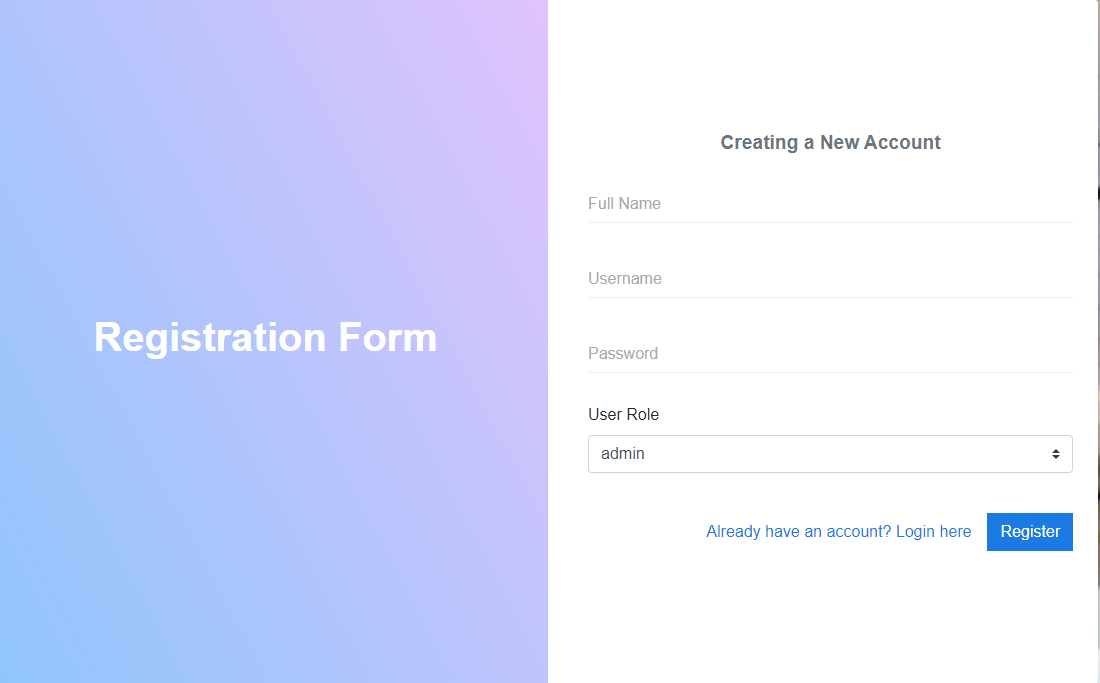 Registration Form
Creating a New Account
Full Name
Username
Password
User Role
admin
Already have an account? Login here
Register